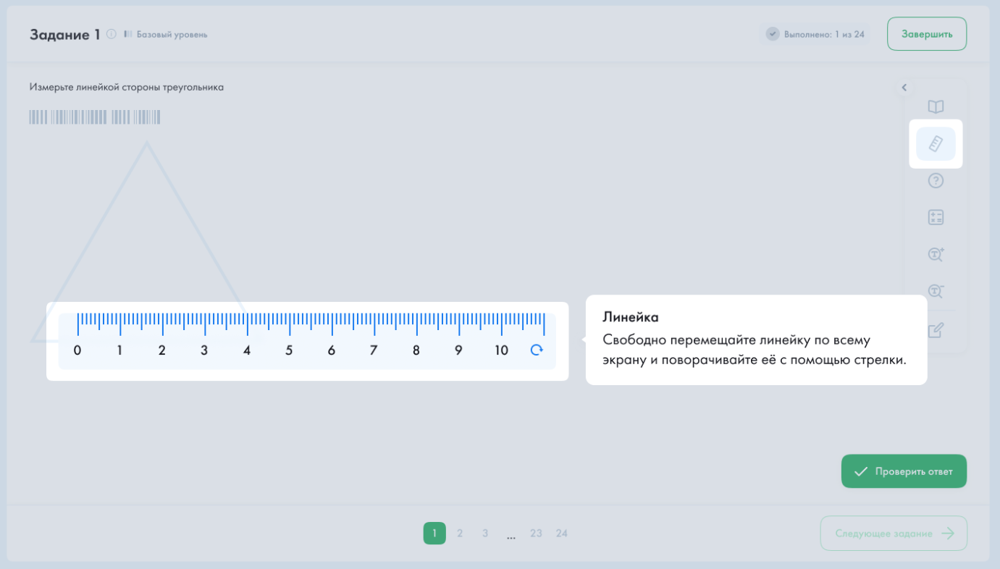 Задание 1
Базовый уровень
Выполнено: 1 из 24
Завершить
Измерьте линейкой стороны треугольника
0 1 2 3 4 5 6 7 8 9 10
Линейка
Свободно перемещайте линейку по всему
экрану и поворачивайте её с помощью стрелки.
Проверить ответ
1 2 3 ... 23 24
Следующее задание